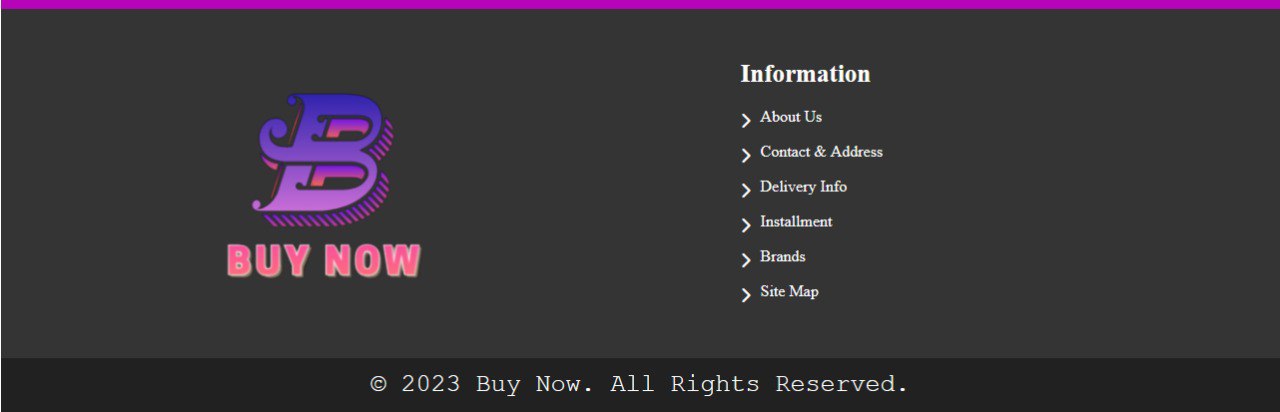 B
BUY NOW
Information
About Us
Contact & Address
Delivery Info
Installment
Brands
Site Map
© 2023 Buy Now. All Rights Reserved.